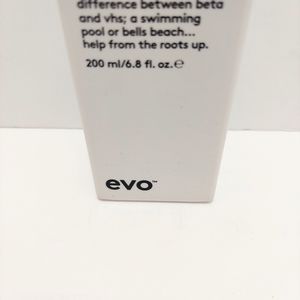 difference between beta
and vhs; a swimming
pool or bells beach...
help from the roots up.
200 ml/6.8 fl. oz.℮
evo™